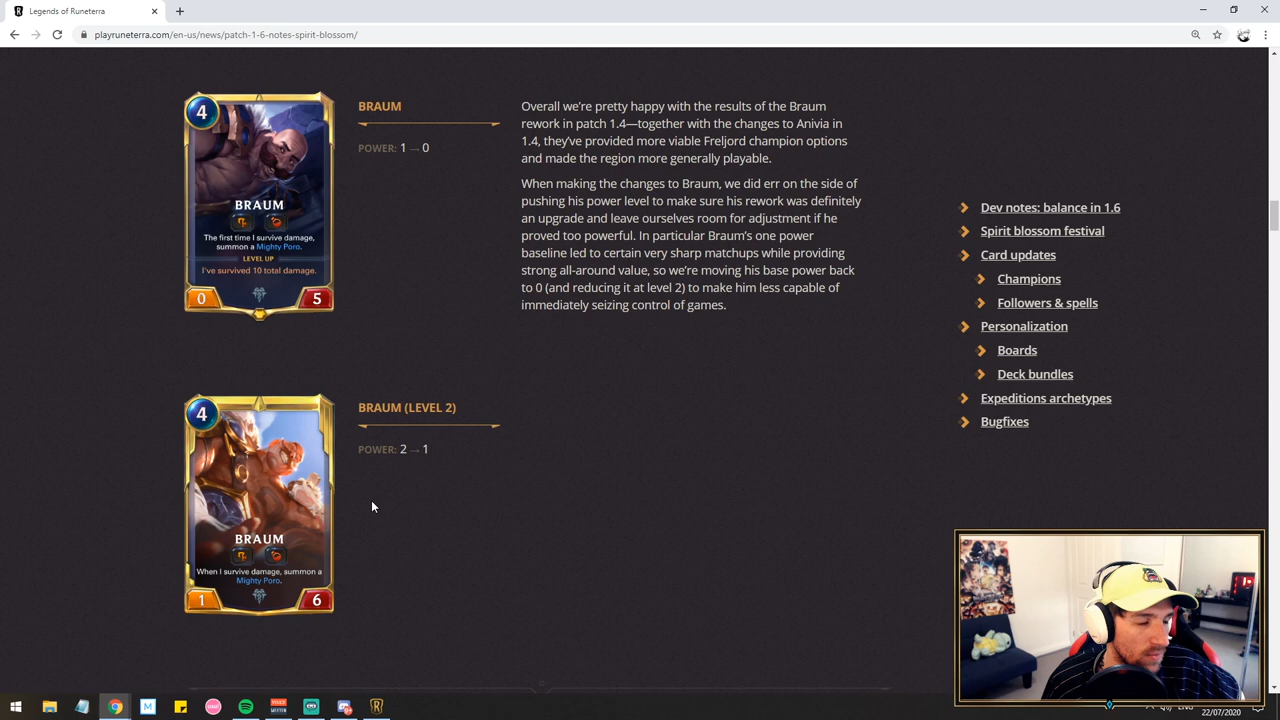 Legends of Runeterra
playruneterra.com/en-us/news/patch-1-6-notes-spirit-blossom/
4
BRAUM
The first time I survive damage,
summon a Mighty Poro.
LEVEL UP
I've survived 10 total damage.
0
5
BRAUM
POWER: 1 → 0
Overall we're pretty happy with the results of the Braum
rework in patch 1.4—together with the changes to Anivia in
1.4, they've provided more viable Freljord champion options
and made the region more generally playable.
When making the changes to Braum, we did err on the side of
pushing his power level to make sure his rework was definitely
an upgrade and leave ourselves room for adjustment if he
proved too powerful. In particular Braum's one power
baseline led to certain very sharp matchups while providing
strong all-around value, so we're moving his base power back
to 0 (and reducing it at level 2) to make him less capable of
immediately seizing control of games.
4
BRAUM
When I survive damage, summon a
Mighty Poro.
1
6
BRAUM (LEVEL 2)
POWER: 2 → 1
Dev notes: balance in 1.6
Spirit blossom festival
Card updates
Champions
Followers & spells
Personalization
Boards
Deck bundles
Expeditions archetypes
Bugfixes
22/07/2020